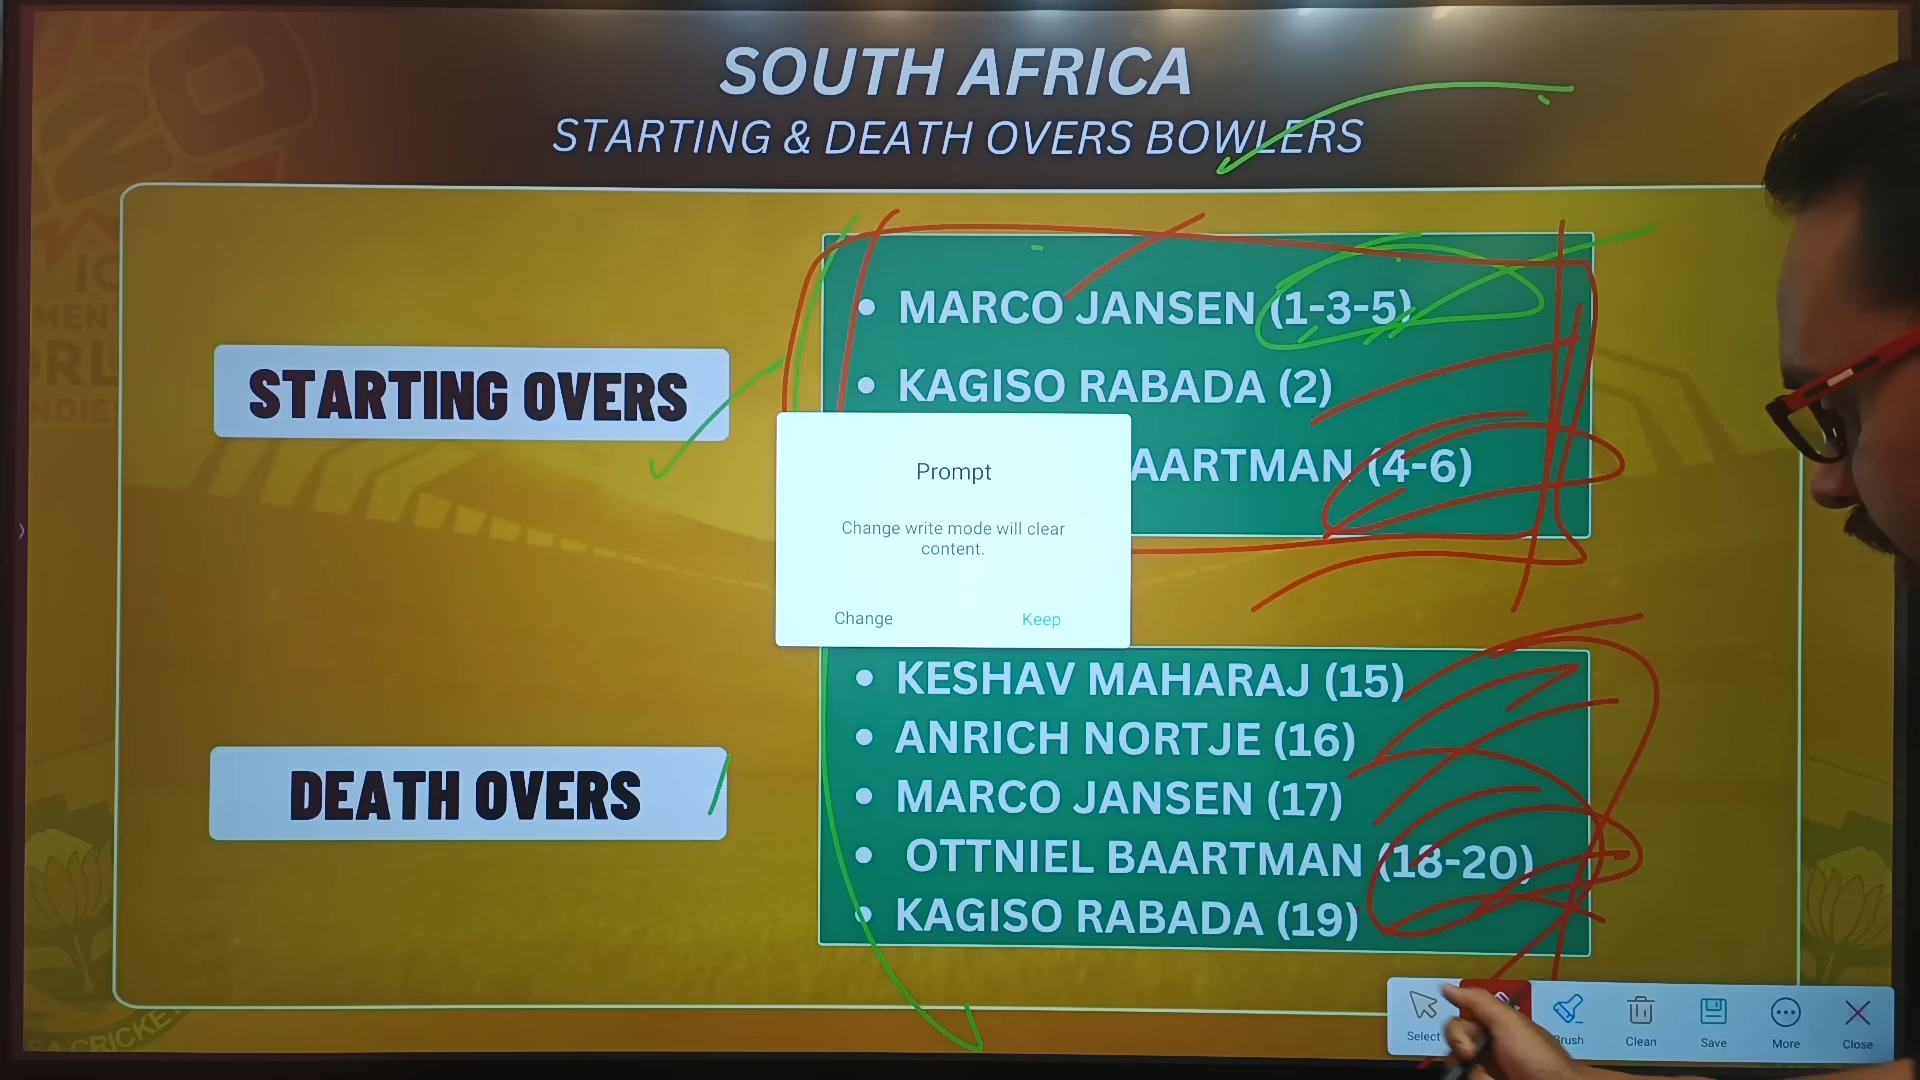 SOUTH AFRICA
STARTING & DEATH OVERS BOWLERS
STARTING OVERS
• MARCO JANSEN (1-3-5)
• KAGISO RABADA (2)
AARTMAN (4-6)
Prompt
Change write mode will clear
content.
Change
Keep
DEATH OVERS
• KESHAV MAHARAJ (15)
• ANRICH NORTJE (16)
• MARCO JANSEN (17)
• OTTNIEL BAARTMAN (18-20)
• KAGISO RABADA (19)
SA CRICKET
Select
Brush
Clean
Save
More
Close